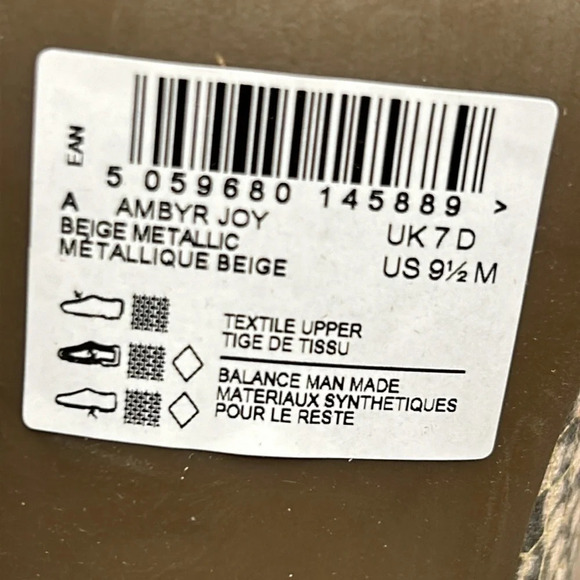 EAN
5 059680 145889 >
A AMBYR JOY
BEIGE METALLIC
MÉTALLIQUE BEIGE
UK 7 D
US 9½ M
TEXTILE UPPER
TIGE DE TISSU
BALANCE MAN MADE
MATERIAUX SYNTHETIQUES
POUR LE RESTE